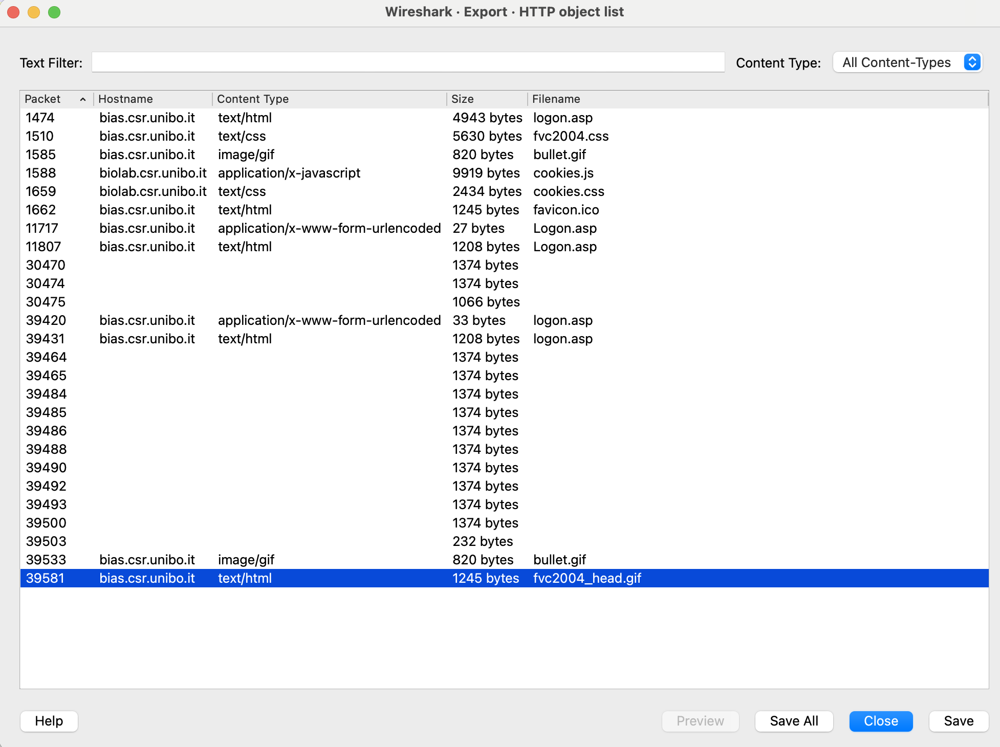 Wireshark · Export · HTTP object list
Text Filter: Content Type: All Content-Types
Packet Hostname Content Type Size Filename
1474 bias.csr.unibo.it text/html 4943 bytes logon.asp
1510 bias.csr.unibo.it text/css 5630 bytes fvc2004.css
1585 bias.csr.unibo.it image/gif 820 bytes bullet.gif
1588 biolab.csr.unibo.it application/x-javascript 9919 bytes cookies.js
1659 biolab.csr.unibo.it text/css 2434 bytes cookies.css
1662 bias.csr.unibo.it text/html 1245 bytes favicon.ico
11717 bias.csr.unibo.it application/x-www-form-urlencoded 27 bytes Logon.asp
11807 bias.csr.unibo.it text/html 1208 bytes Logon.asp
30470 1374 bytes
30474 1374 bytes
30475 1066 bytes
39420 bias.csr.unibo.it application/x-www-form-urlencoded 33 bytes logon.asp
39431 bias.csr.unibo.it text/html 1208 bytes logon.asp
39464 1374 bytes
39465 1374 bytes
39484 1374 bytes
39485 1374 bytes
39486 1374 bytes
39488 1374 bytes
39490 1374 bytes
39492 1374 bytes
39493 1374 bytes
39500 1374 bytes
39503 232 bytes
39533 bias.csr.unibo.it image/gif 820 bytes bullet.gif
39581 bias.csr.unibo.it text/html 1245 bytes fvc2004_head.gif
Help Preview Save All Close Save